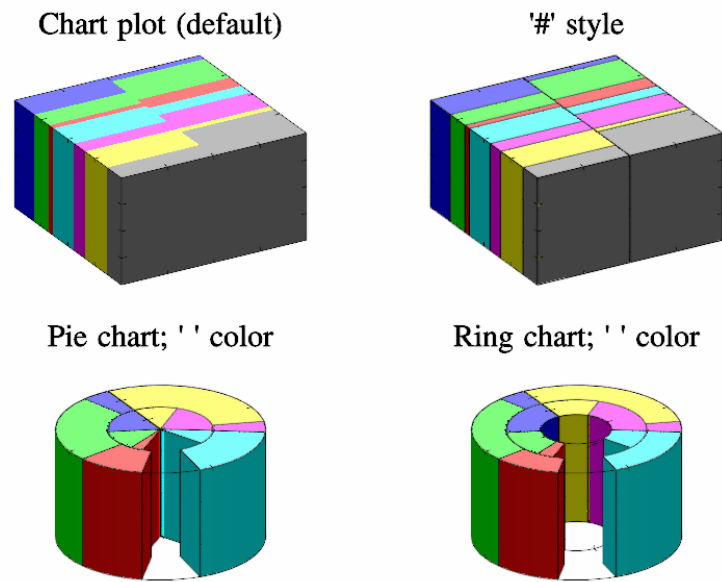 Chart plot (default)
'#' style
Pie chart; ' ' color
Ring chart; ' ' color